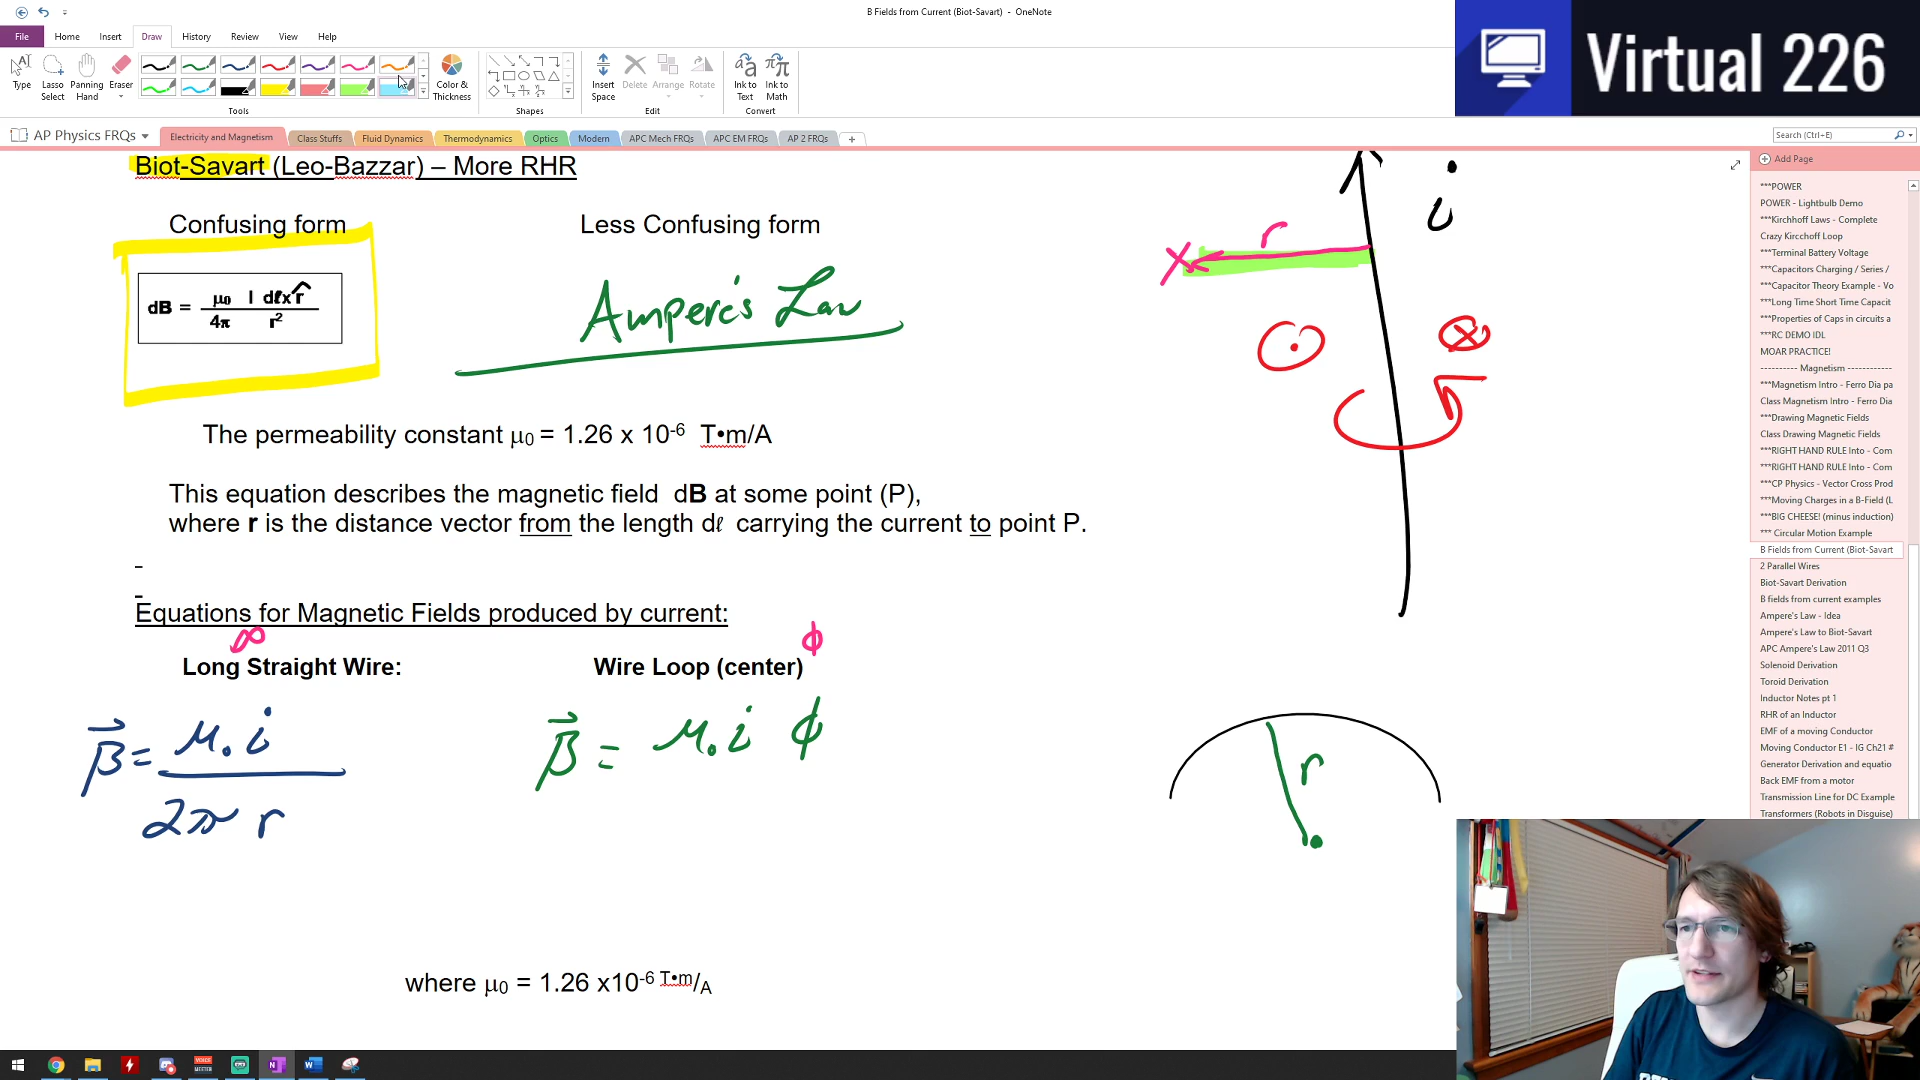 B Fields from Current (Biot-Savart) - OneNote
File Home Insert Draw History Review View Help
Type
Lasso Select
Panning Hand
Eraser
Tools
Color & Thickness
Shapes
Insert Space
Delete
Arrange
Rotate
Edit
Ink to Text
Ink to Math
Convert
Virtual 226
AP Physics FRQs
Electricity and Magnetism
Class Stuffs
Fluid Dynamics
Thermodynamics
Optics
Modern
APC Mech FRQs
APC EM FRQs
AP 2 FRQs
Search (Ctrl+E)
Biot-Savart (Leo-Bazzar) – More RHR
Confusing form
Less Confusing form
dB = μ0 I dℓxr̂
4π r²
Ampere's Law
The permeability constant μ0 = 1.26 x 10-6 T•m/A
This equation describes the magnetic field dB at some point (P),
where r is the distance vector from the length dℓ carrying the current to point P.
Equations for Magnetic Fields produced by current:
∞
ϕ
Long Straight Wire:
Wire Loop (center)
B = μ₀ i
2π r
B = μ₀ i ϕ
where μ0 = 1.26 x10-6 T•m/A
i
r
x
r
Add Page
***POWER
POWER - Lightbulb Demo
***Kirchhoff Laws - Complete
Crazy Kircchoff Loop
***Terminal Battery Voltage
***Capacitors Charging / Series /
***Capacitor Theory Example - Vo
***Long Time Short Time Capacit
***Properties of Caps in circuits a
***RC DEMO IDL
MOAR PRACTICE!
---------- Magnetism ------------
***Magnetism Intro - Ferro Dia pa
Class Magnetism Intro - Ferro Dia
***Drawing Magnetic Fields
Class Drawing Magnetic Fields
***RIGHT HAND RULE Into - Com
***RIGHT HAND RULE Into - Com
***CP Physics - Vector Cross Prod
***Moving Charges in a B-Field (L
***BIG CHEESE! (minus induction)
*** Circular Motion Example
B Fields from Current (Biot-Savart
2 Parallel Wires
Biot-Savart Derivation
B fields from current examples
Ampere's Law - Idea
Ampere's Law to Biot-Savart
APC Ampere's Law 2011 Q3
Solenoid Derivation
Toroid Derivation
Inductor Notes pt 1
RHR of an Inductor
EMF of a moving Conductor
Moving Conductor E1 - IG Ch21 #
Generator Derivation and equatio
Back EMF from a motor
Transmission Line for DC Example
Transformers (Robots in Disguise)